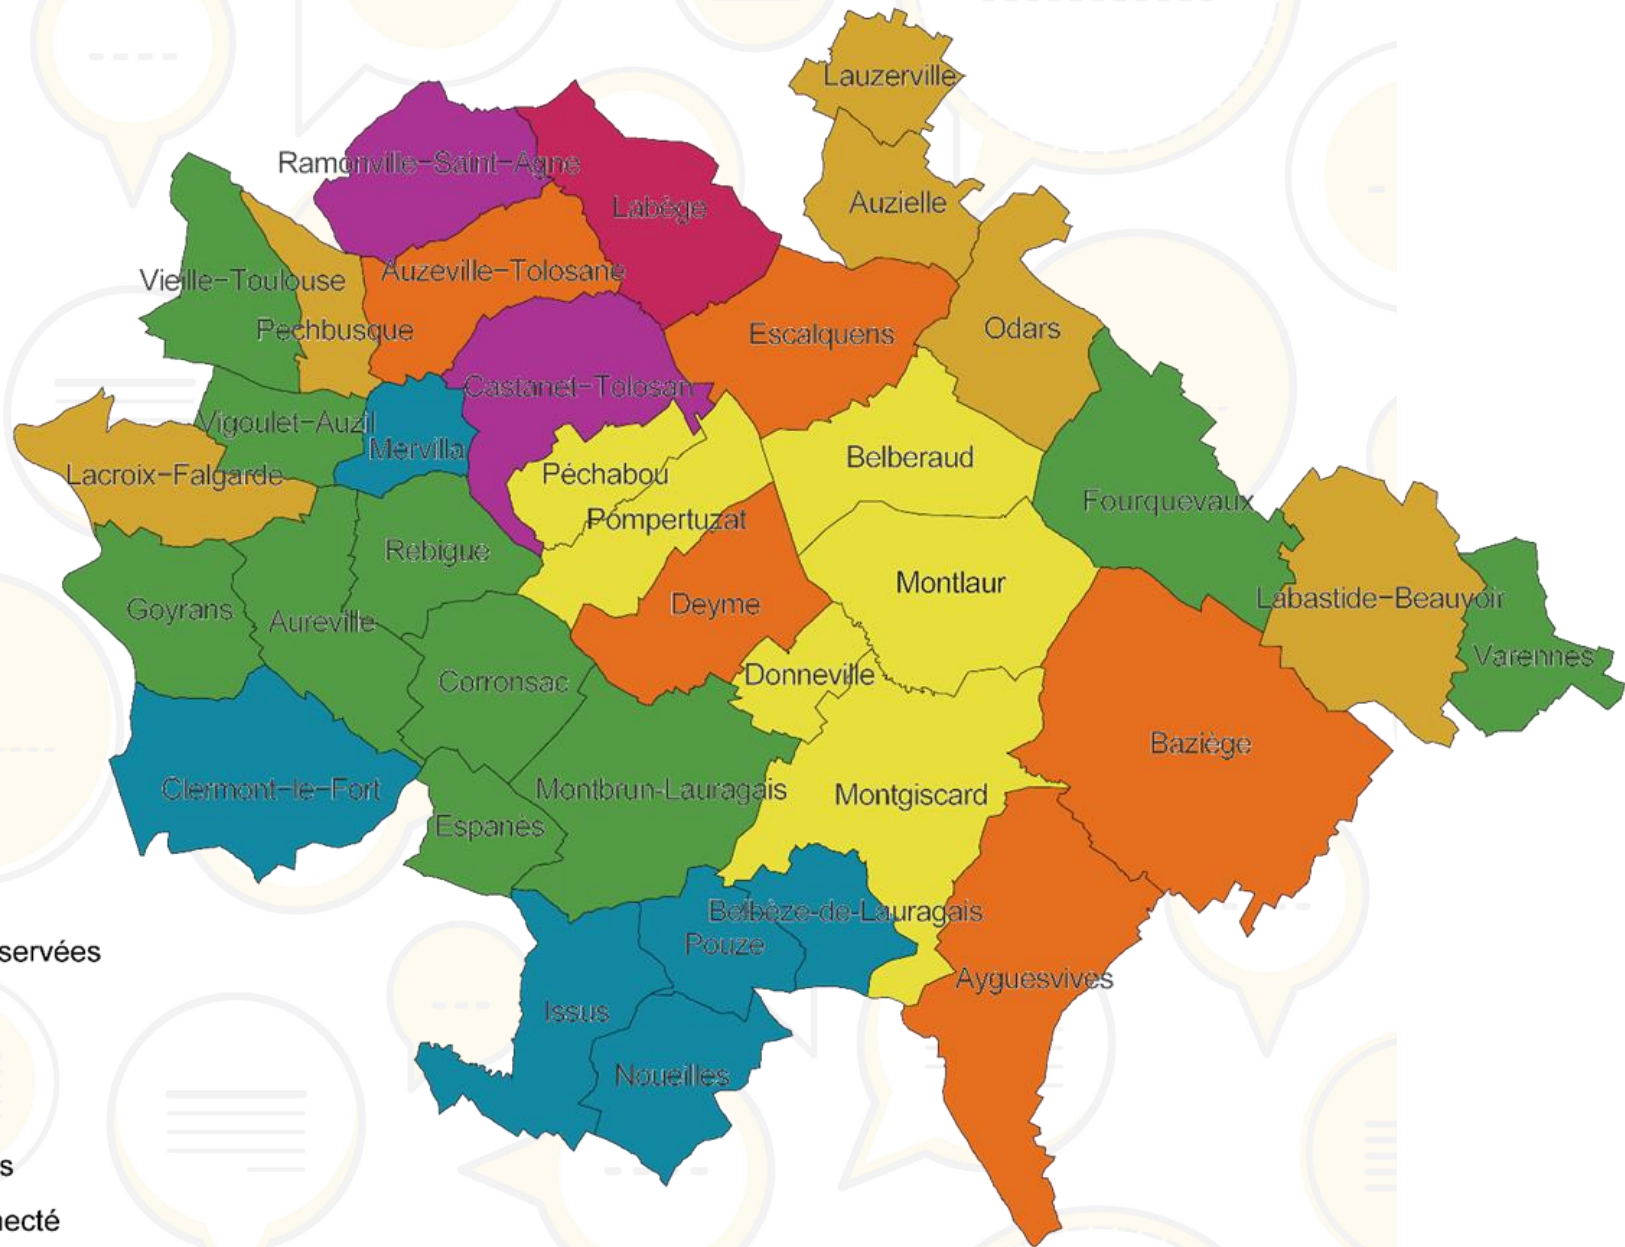 Lauzerville
Ramonville-Saint-Agne
Auzielle
Labège
Auzeville-Tolosane
Vieille-Toulouse
Pechbusque
Odars
Escalquens
Castanet-Tolosan
Vigoulet-Auzil
Mervilla
Belberaud
Lacroix-Falgarde
Péchabou
Fourquevaux
Pompertuzat
Rebigue
Montlaur
Labastide-Beauvoir
Deyme
Goyrans
Aureville
Varennes
Donneville
Corronsac
Baziège
Clermont-le-Fort
Montbrun-Lauragais
Montgiscard
Espanès
Belbèze-de-Lauragais
Pouze
servées
Ayguesvives
Issus
Noueilles
s
necté